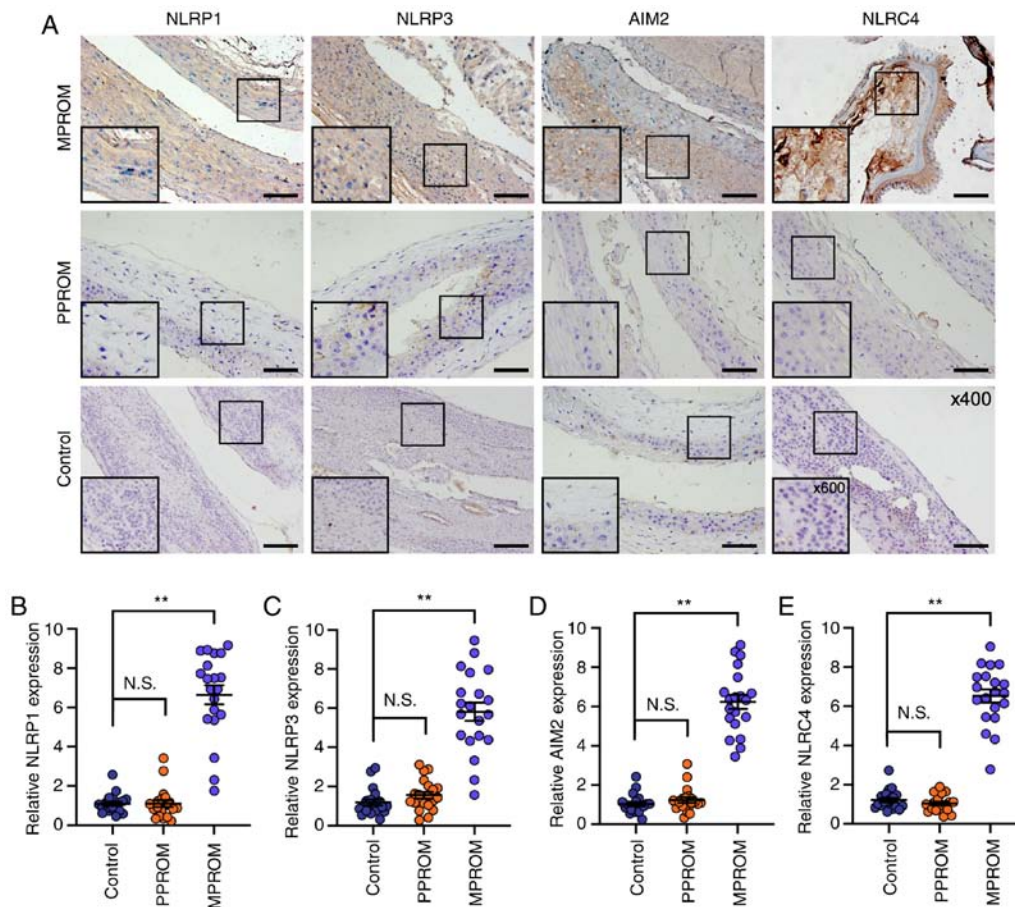 A
NLRP1 NLRP3 AIM2 NLRC4
MPROM
PPROM
Control
x400
x600
B
**
N.S.
Relative NLRP1 expression
10
8
6
4
2
0
Control PPROM MPROM
C
**
N.S.
Relative NLRP3 expression
10
8
6
4
2
0
Control PPROM MPROM
D
**
N.S.
Relative AIM2 expression
10
8
6
4
2
0
Control PPROM MPROM
E
**
N.S.
Relative NLRC4 expression
10
8
6
4
2
0
Control PPROM MPROM